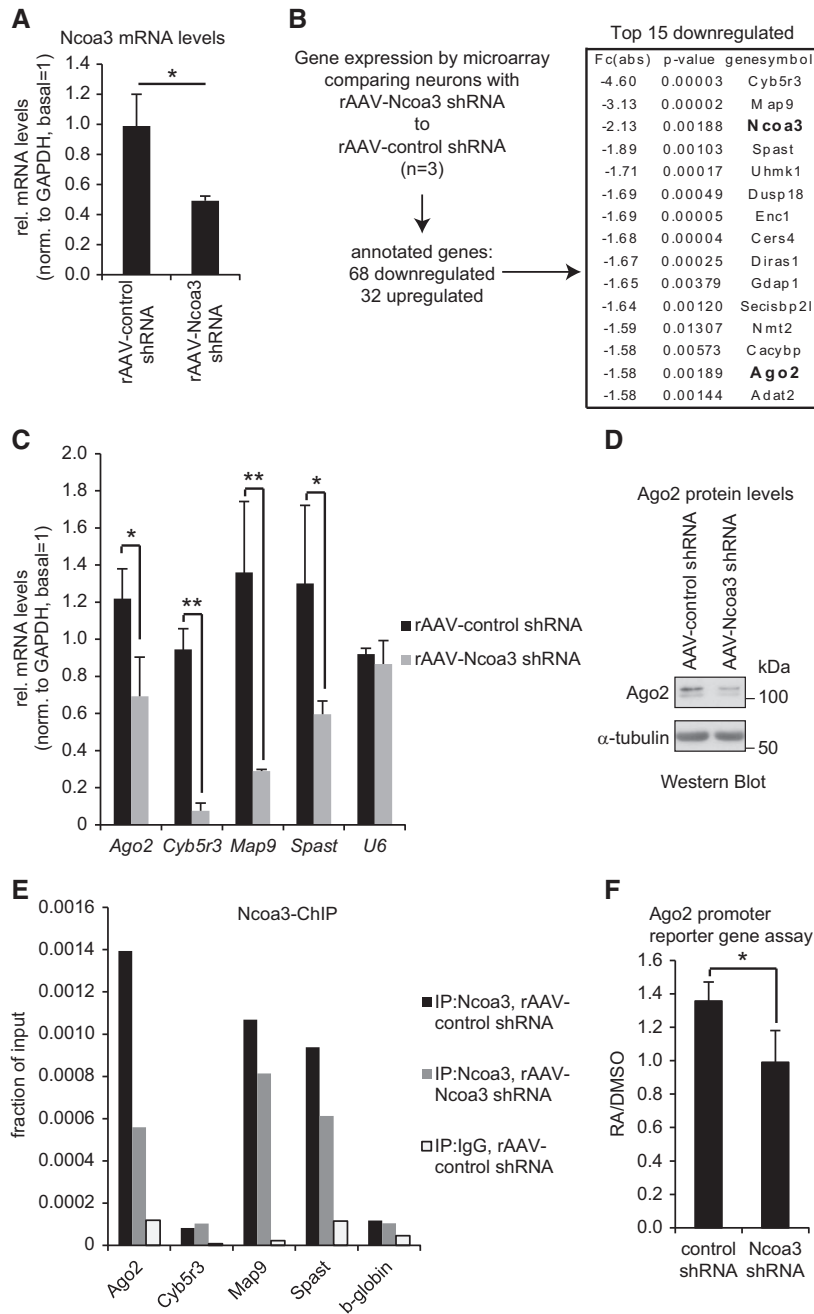 A
Ncoa3 mRNA levels
*
rel. mRNA levels
(norm. to GAPDH, basal=1)
1.4
1.2
1.0
0.8
0.6
0.4
0.2
0.0
rAAV-control
shRNA
rAAV-Ncoa3
shRNA
B
Gene expression by microarray
comparing neurons with
rAAV-Ncoa3 shRNA
to
rAAV-control shRNA
(n=3)
annotated genes:
68 downregulated
32 upregulated
Top 15 downregulated
Fc(abs) p-value genesymbol
-4.60 0.00003 Cyb5r3
-3.13 0.00002 Map9
-2.13 0.00188 Ncoa3
-1.89 0.00103 Spast
-1.71 0.00017 Uhmk1
-1.69 0.00049 Dusp18
-1.69 0.00005 Enc1
-1.68 0.00004 Cers4
-1.67 0.00025 Diras1
-1.65 0.00379 Gdap1
-1.64 0.00120 Secisbp2l
-1.59 0.01307 Nmt2
-1.58 0.00573 Cacybp
-1.58 0.00189 Ago2
-1.58 0.00144 Adat2
C
rel. mRNA levels
(norm. to GAPDH, basal=1)
2.0
1.8
1.6
1.4
1.2
1.0
0.8
0.6
0.4
0.2
0
*
**
**
*
Ago2 Cyb5r3 Map9 Spast U6
rAAV-control shRNA
rAAV-Ncoa3 shRNA
D
Ago2 protein levels
AAV-control shRNA
AAV-Ncoa3 shRNA
kDa
Ago2
100
α-tubulin
50
Western Blot
E
Ncoa3-ChIP
fraction of input
0.0016
0.0014
0.0012
0.0010
0.0008
0.0006
0.0004
0.0002
0
Ago2 Cyb5r3 Map9 Spast b-globin
IP:Ncoa3, rAAV-
control shRNA
IP:Ncoa3, rAAV-
Ncoa3 shRNA
IP:IgG, rAAV-
control shRNA
F
Ago2 promoter
reporter gene assay
*
RA/DMSO
1.6
1.4
1.2
1.0
0.8
0.6
0.4
0.2
0.0
control
shRNA
Ncoa3
shRNA